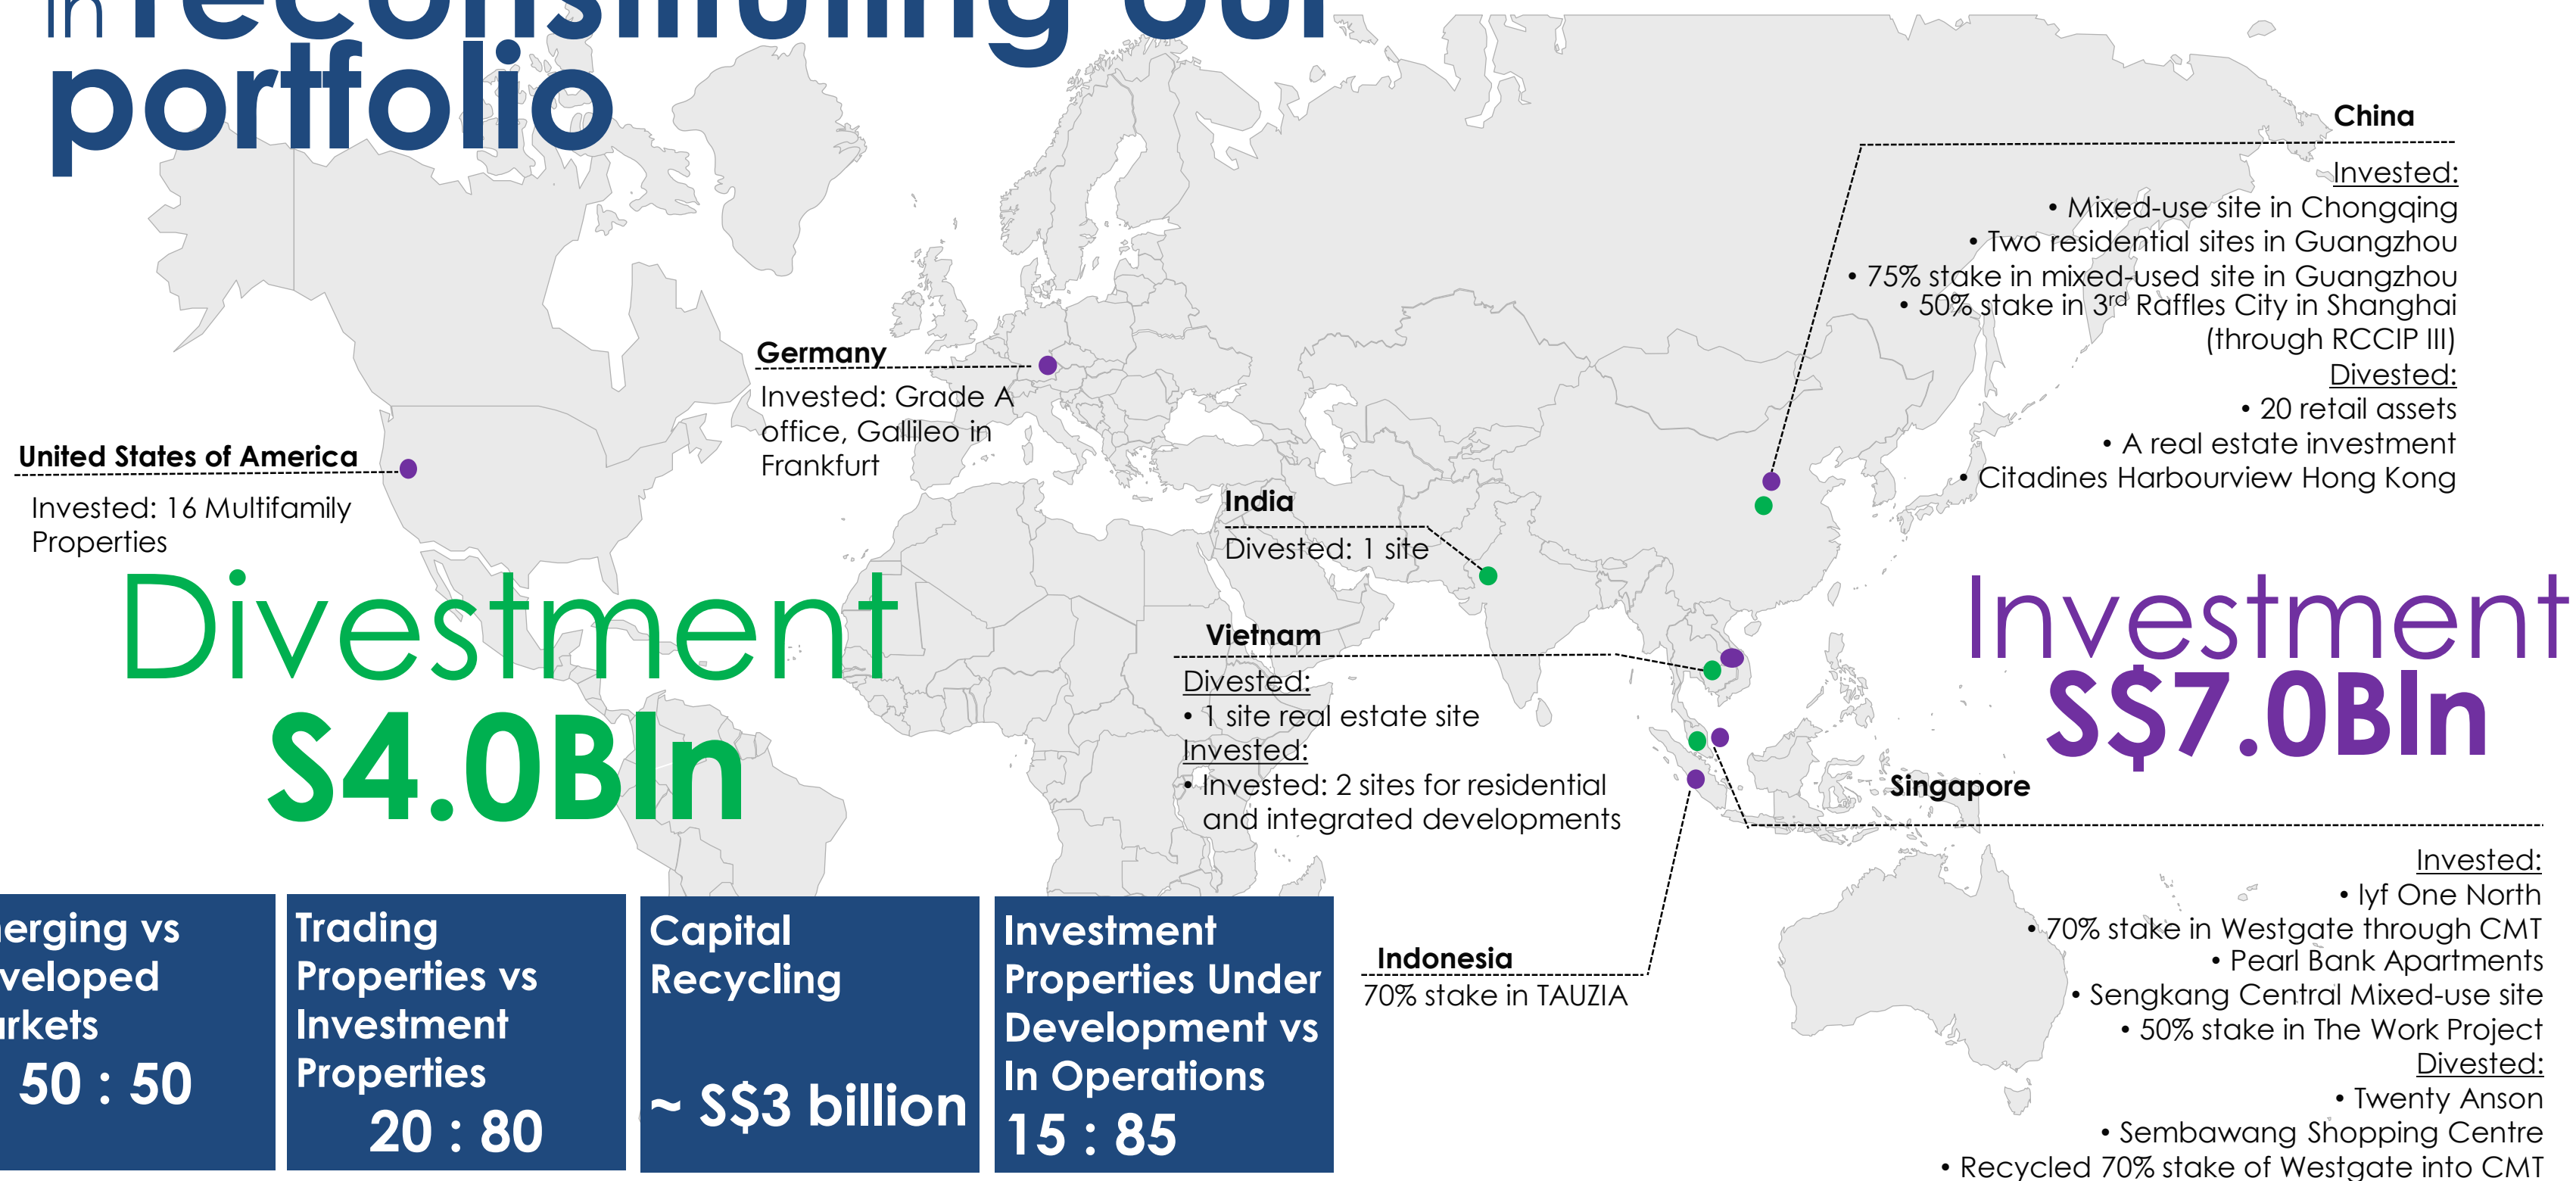 in reconstituting our
portfolio
China
Invested:
• Mixed-use site in Chongqing
• Two residential sites in Guangzhou
• 75% stake in mixed-used site in Guangzhou
• 50% stake in 3rd Raffles City in Shanghai
(through RCCIP III)
Divested:
• 20 retail assets
• A real estate investment
• Citadines Harbourview Hong Kong
Germany
Invested: Grade A
office, Gallileo in
Frankfurt
United States of America
Invested: 16 Multifamily
Properties
India
Divested: 1 site
Divestment
S4.0Bln
Vietnam
Divested:
• 1 site real estate site
Invested:
• Invested: 2 sites for residential
and integrated developments
Investment
S$7.0Bln
Singapore
Invested:
• lyf One North
• 70% stake in Westgate through CMT
• Pearl Bank Apartments
• Sengkang Central Mixed-use site
• 50% stake in The Work Project
Divested:
• Twenty Anson
• Sembawang Shopping Centre
• Recycled 70% stake of Westgate into CMT
Indonesia
70% stake in TAUZIA
erging vs
veloped
rkets
50 : 50
Trading
Properties vs
Investment
Properties
20 : 80
Capital
Recycling
~ S$3 billion
Investment
Properties Under
Development vs
In Operations
15 : 85